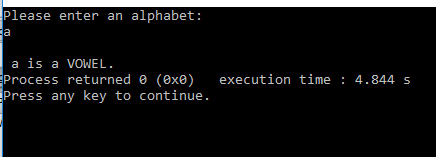 Please enter an alphabet:
a
a is a VOWEL.
Process returned 0 (0x0)   execution time : 4.844 s
Press any key to continue.